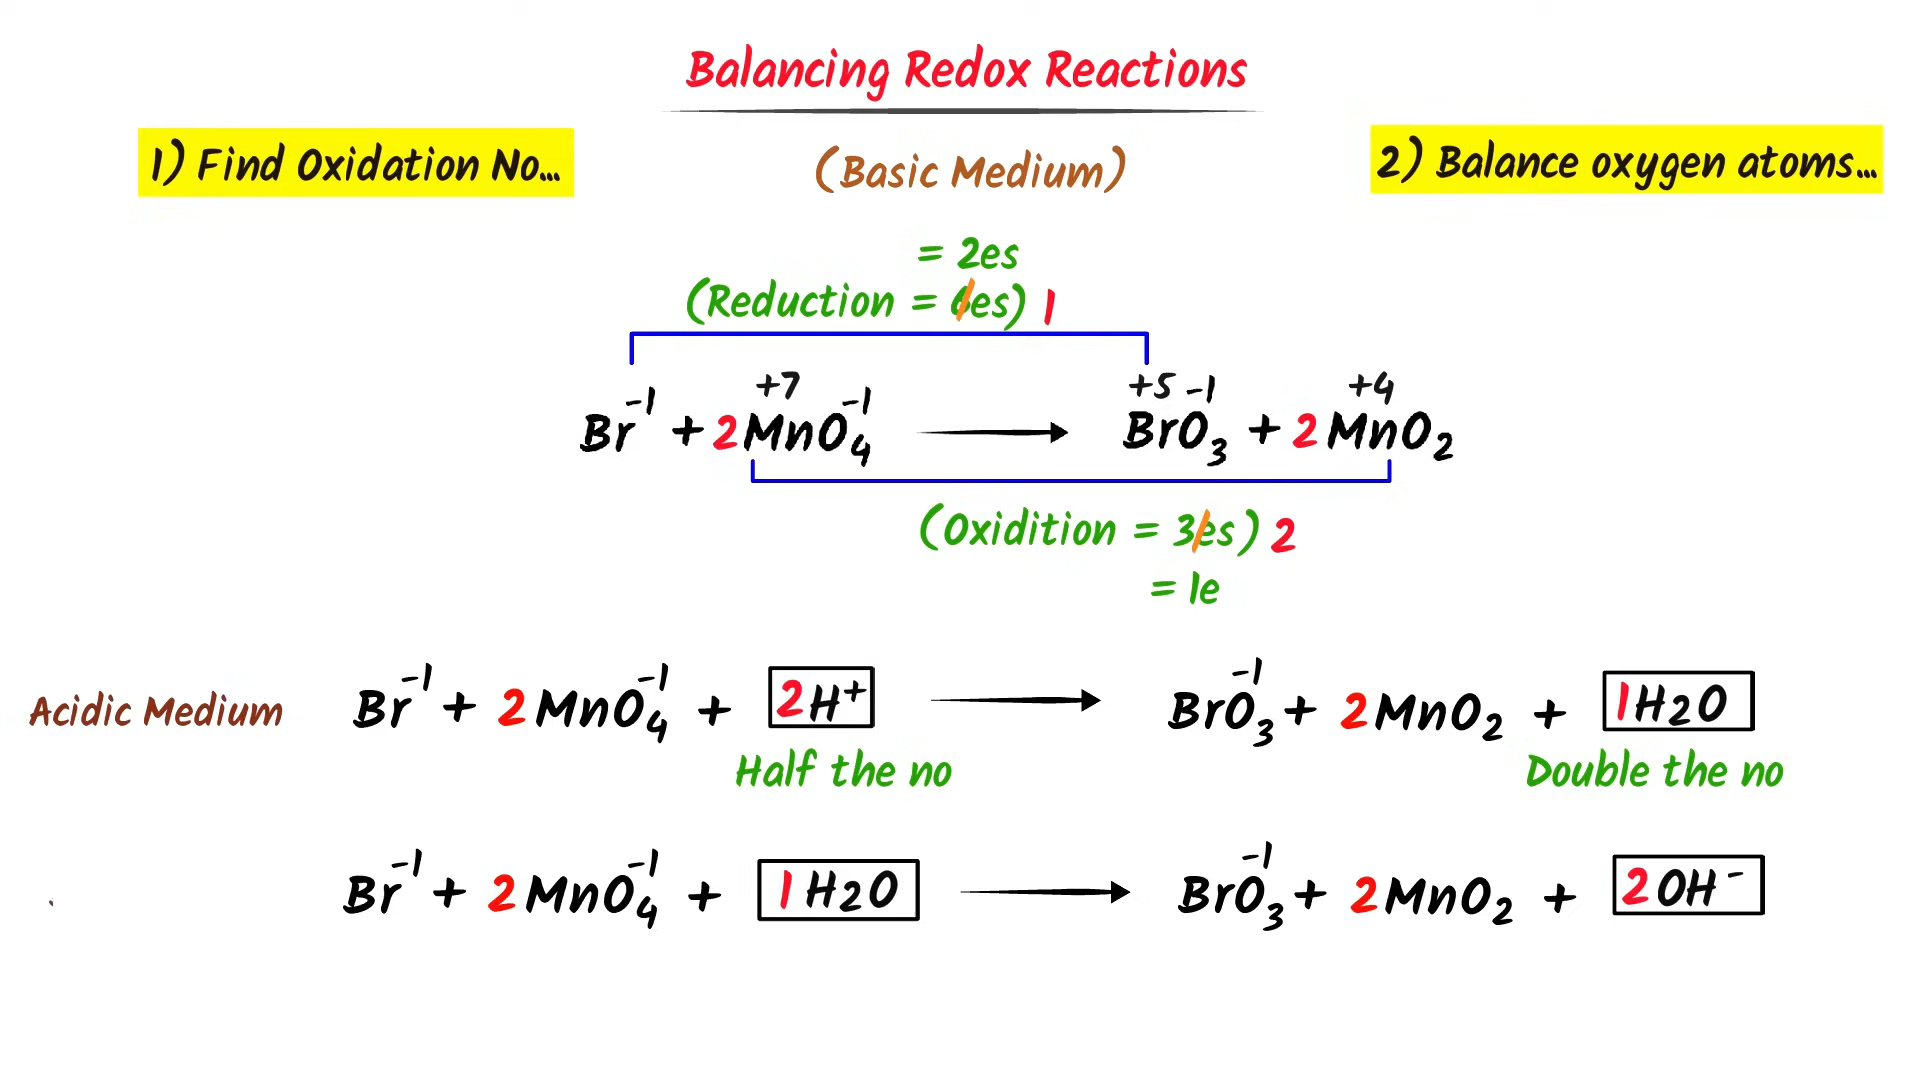 Balancing Redox Reactions
1) Find Oxidation No...
(Basic Medium)
2) Balance oxygen atoms...
= 2es
(Reduction = 6es) 1
Br⁻¹ + 2MnO₄⁻¹ → BrO₃⁻¹ + 2MnO₂
+7 +5 +4
(Oxidition = 3es) 2
= 1e
Acidic Medium Br⁻¹ + 2MnO₄⁻¹ + 2H⁺ → BrO₃⁻¹ + 2MnO₂ + 1H2O
Half the no Double the no
Br⁻¹ + 2MnO₄⁻¹ + 1H2O → BrO₃⁻¹ + 2MnO₂ + 2OH⁻